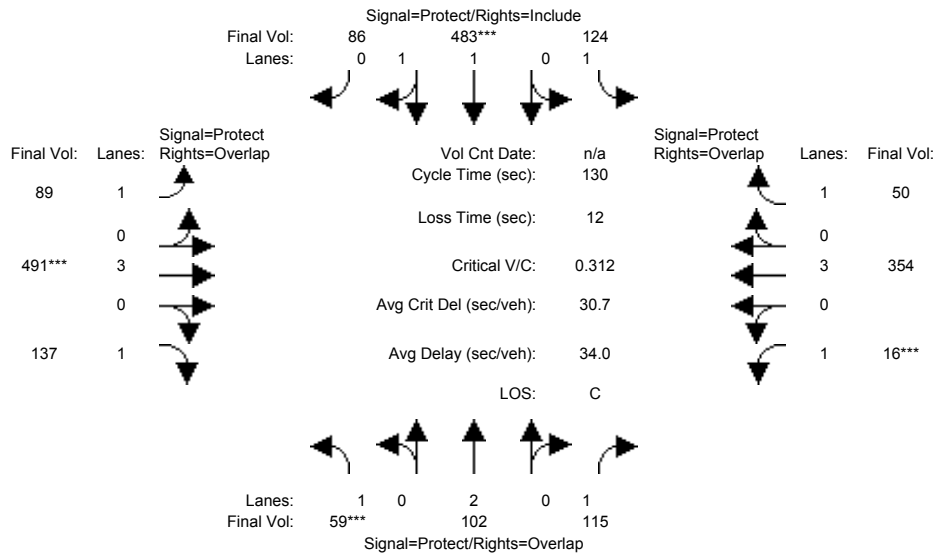 Signal=Protect/Rights=Include
Final Vol: 86 483*** 124
Lanes: 0 1 1 0 1
Signal=Protect Signal=Protect
Final Vol: Lanes: Rights=Overlap Vol Cnt Date: n/a Rights=Overlap Lanes: Final Vol:
Cycle Time (sec): 130
89 1 1 50
Loss Time (sec): 12
0 0
491*** 3 Critical V/C: 0.312 3 354
0 Avg Crit Del (sec/veh): 30.7 0
137 1 Avg Delay (sec/veh): 34.0 1 16***
LOS: C
Lanes: 1 0 2 0 1
Final Vol: 59*** 102 115
Signal=Protect/Rights=Overlap